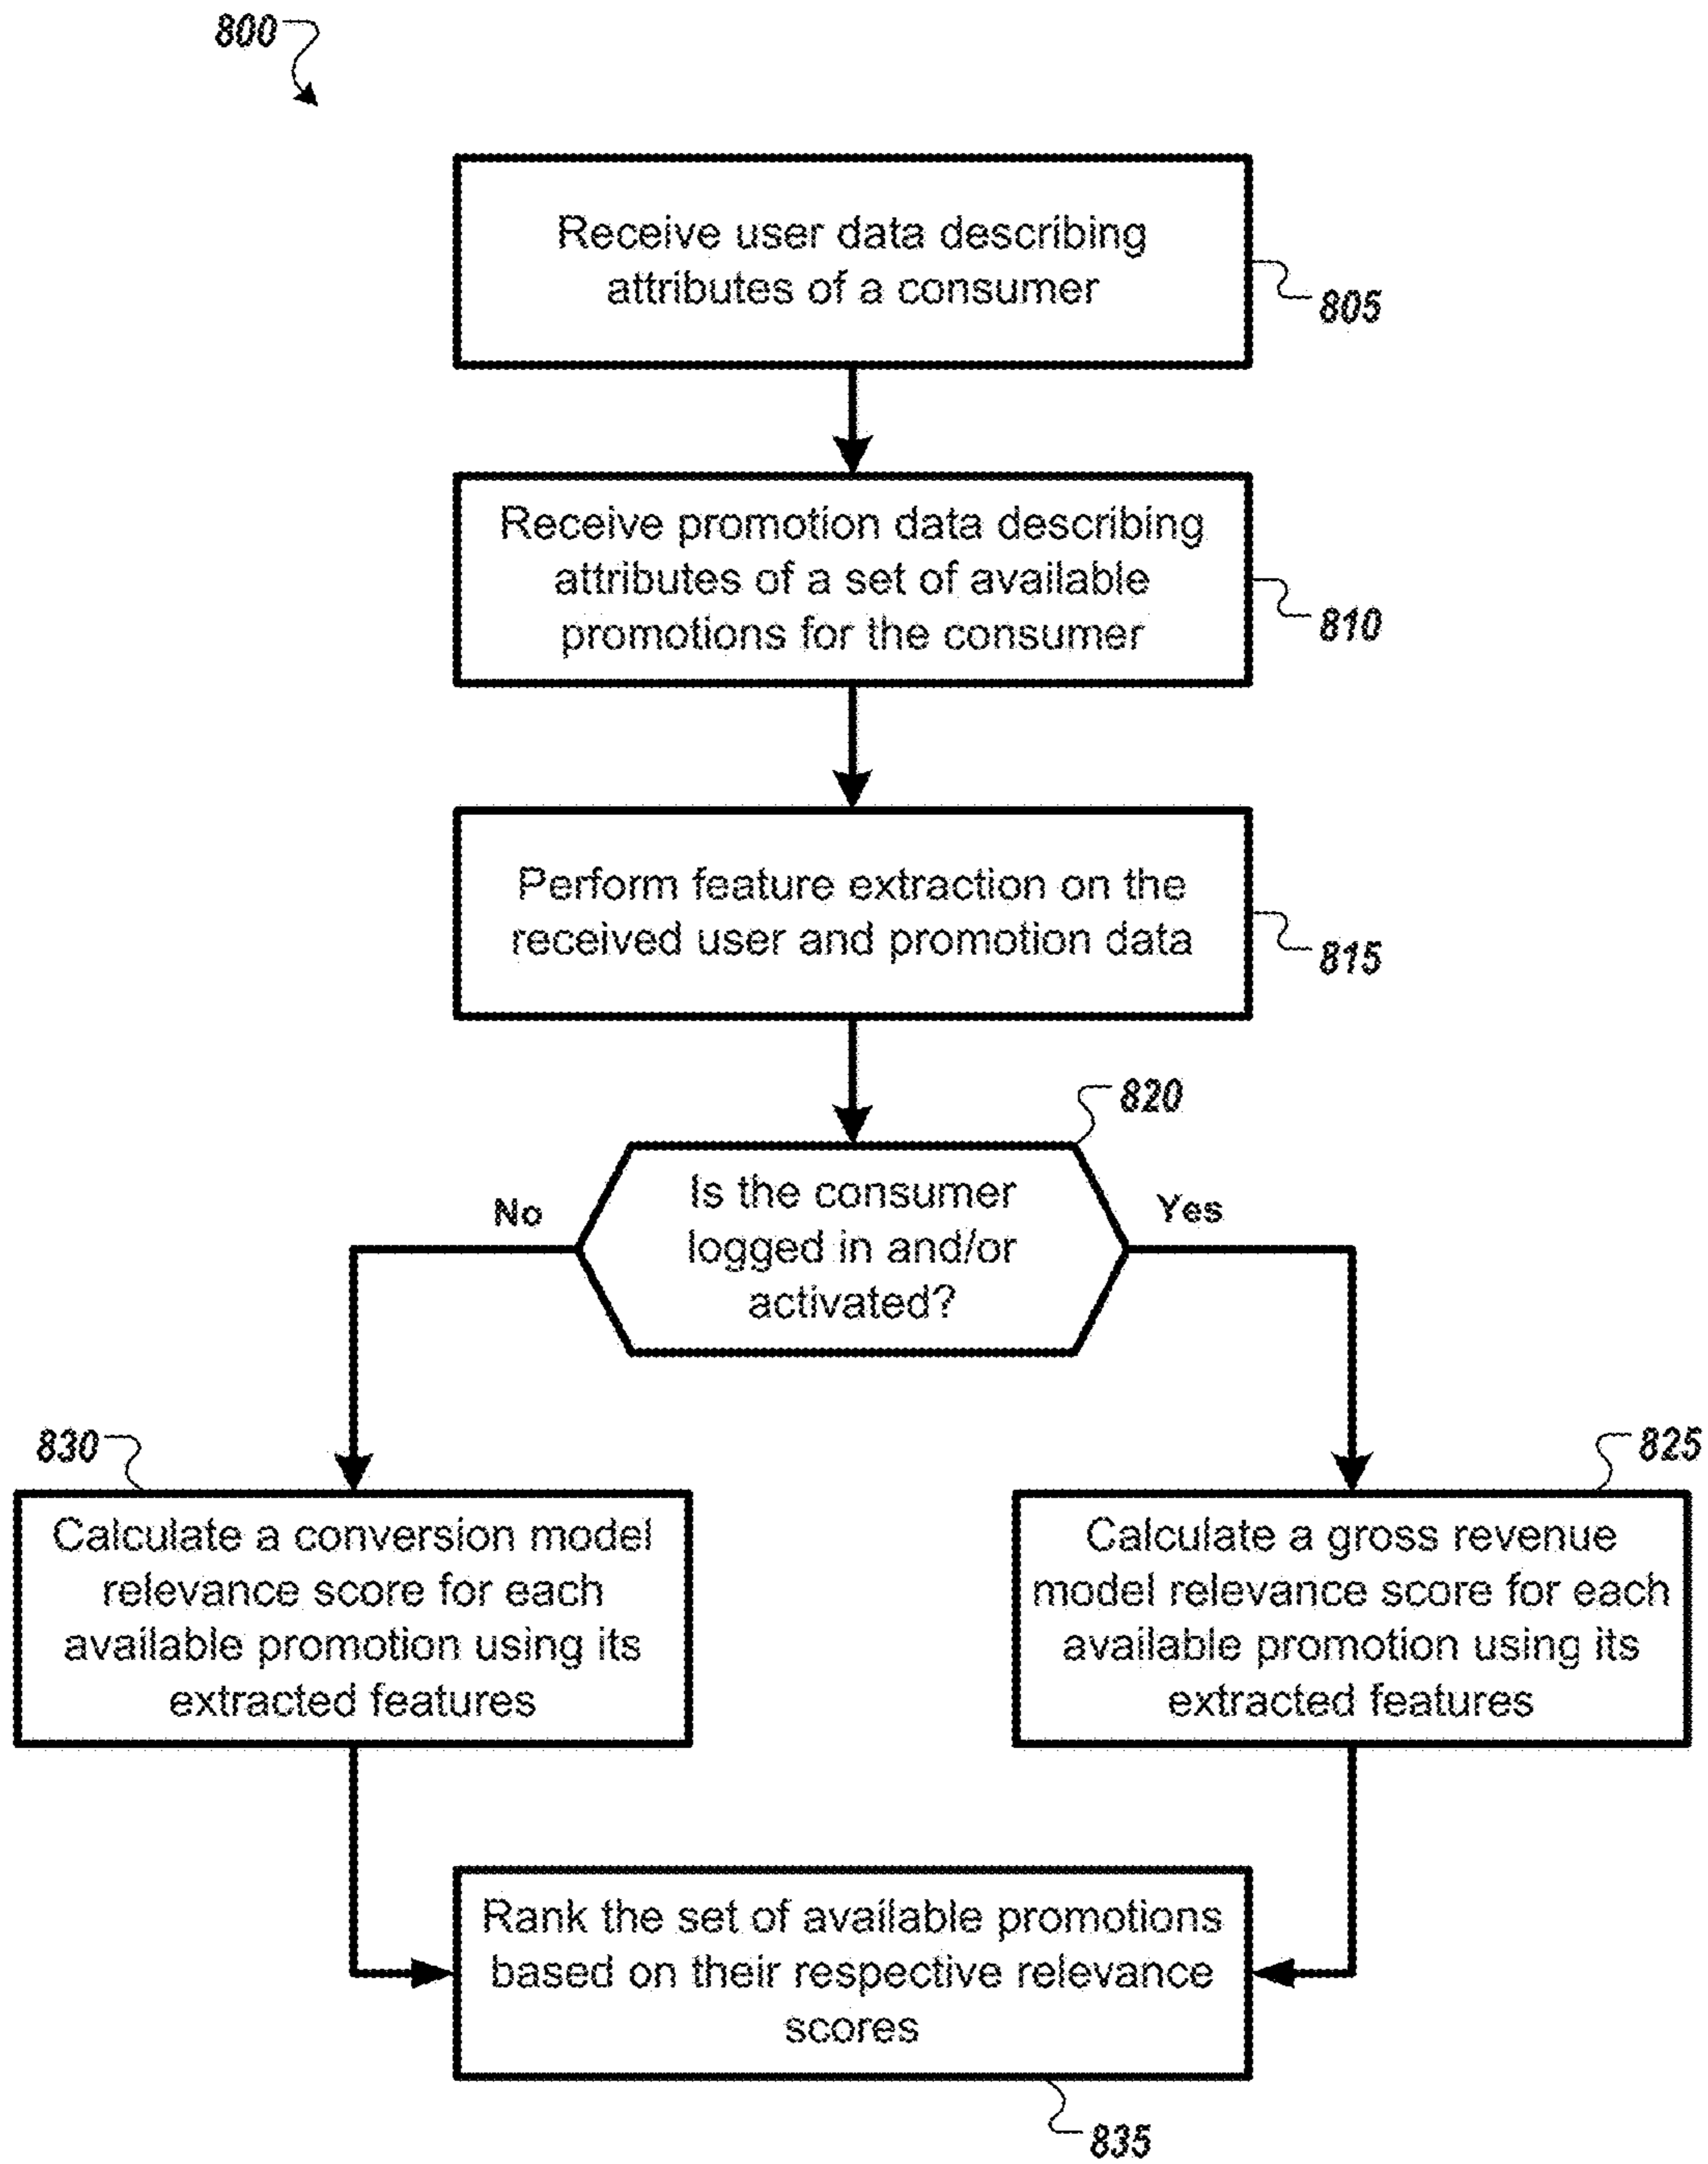 800
Receive user data describing
attributes of a consumer
805
Receive promotion data describing
attributes of a set of available
promotions for the consumer
810
Perform feature extraction on the
received user and promotion data
815
820
Is the consumer
logged in and/or
activated?
No
Yes
830
Calculate a conversion model
relevance score for each
available promotion using its
extracted features
825
Calculate a gross revenue
model relevance score for each
available promotion using its
extracted features
Rank the set of available promotions
based on their respective relevance
scores
835